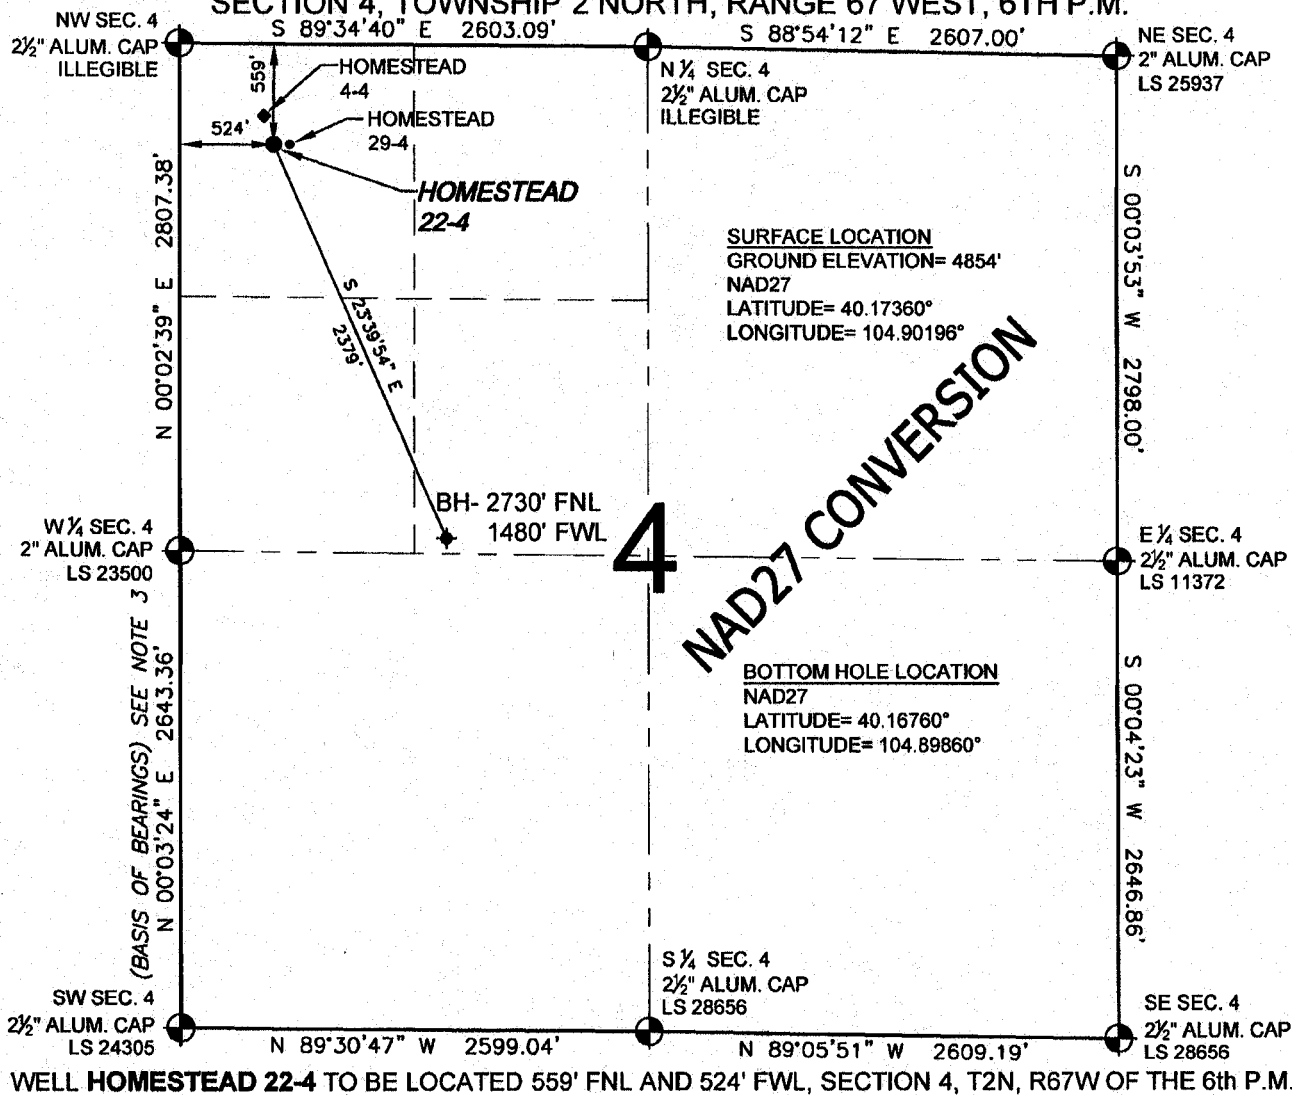 SECTION 4, TOWNSHIP 2 NORTH, RANGE 67 WEST, 6TH P.M.
NW SEC. 4
2½" ALUM. CAP
ILLEGIBLE
S 89°34'40" E 2603.09'
S 88°54'12" E 2607.00'
NE SEC. 4
2" ALUM. CAP
LS 25937
N ¼ SEC. 4
2½" ALUM. CAP
ILLEGIBLE
559'
HOMESTEAD
4-4
524'
HOMESTEAD
29-4
HOMESTEAD
22-4
N 00°02'39" E 2807.38'
S 00°03'53" W 2798.00'
SURFACE LOCATION
GROUND ELEVATION= 4854'
NAD27
LATITUDE= 40.17360°
LONGITUDE= 104.90196°
S 23°39'54" E
2379'
NAD27 CONVERSION
BH- 2730' FNL
1480' FWL
4
W ¼ SEC. 4
2" ALUM. CAP
LS 23500
E ¼ SEC. 4
2½" ALUM. CAP
LS 11372
(BASIS OF BEARINGS) SEE NOTE 3
N 00°03'24" E 2643.36'
BOTTOM HOLE LOCATION
NAD27
LATITUDE= 40.16760°
LONGITUDE= 104.89860°
S 00°04'23" W 2646.86'
S ¼ SEC. 4
2½" ALUM. CAP
LS 28656
SW SEC. 4
2½" ALUM. CAP
LS 24305
SE SEC. 4
2½" ALUM. CAP
LS 28656
N 89°30'47" W 2599.04'
N 89°05'51" W 2609.19'
WELL HOMESTEAD 22-4 TO BE LOCATED 559' FNL AND 524' FWL, SECTION 4, T2N, R67W OF THE 6th P.M.